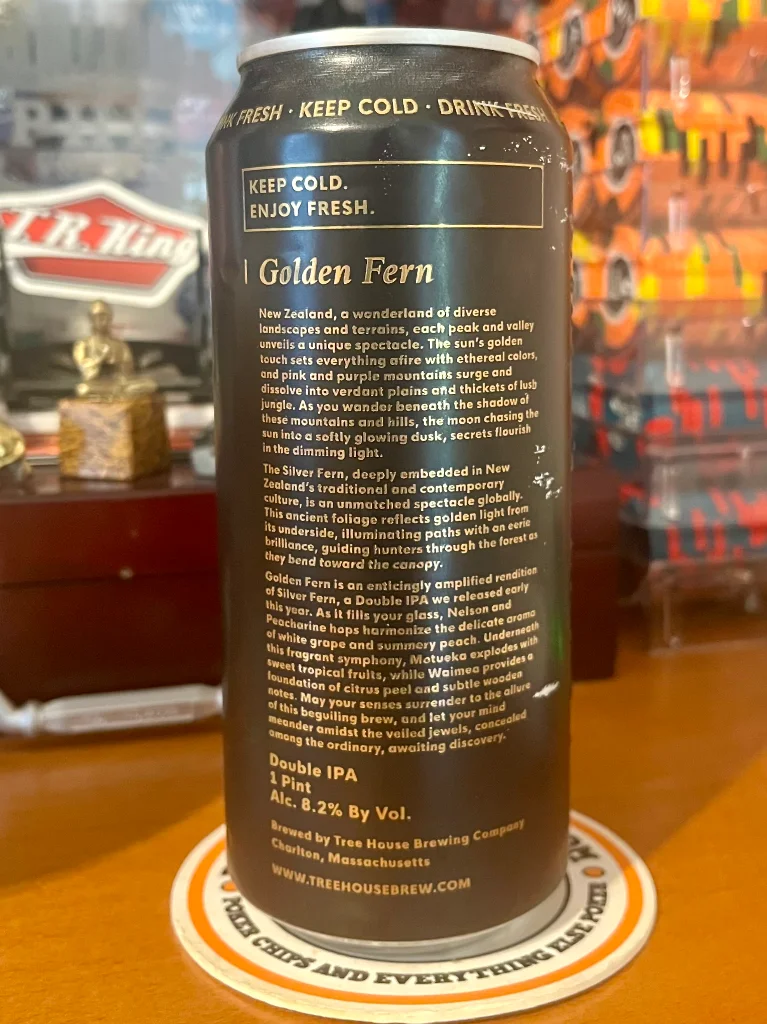 FRESH · KEEP COLD · DRINK FRESH
KEEP COLD.
ENJOY FRESH.
Golden Fern
New Zealand, a wonderland of diverse
landscapes and terrains, each peak and valley
unveils a unique spectacle. The sun's golden
touch sets everything afire with ethereal colors,
and pink and purple mountains surge and
dissolve into verdant plains and thickets of lush
jungle. As you wander beneath the shadow of
these mountains and hills, the moon chasing the
sun into a softly glowing dusk, secrets flourish
in the dimming light.
The Silver Fern, deeply embedded in New
Zealand's traditional and contemporary
culture, is an unmatched spectacle globally.
This ancient foliage reflects golden light from
its underside, illuminating paths with an eerie
brilliance, guiding hunters through the forest as
they bend toward the canopy.
Golden Fern is an enticingly amplified rendition
of Silver Fern, a Double IPA we released early
this year. As it fills your glass, Nelson and
Peacharine hops harmonize the delicate aroma
of white grape and summery peach. Underneath
this fragrant symphony, Motueka explodes with
sweet tropical fruits, while Waimea provides a
foundation of citrus peel and subtle wooden
notes. May your senses surrender to the allure
of this beguiling brew, and let your mind
meander amidst the veiled jewels, concealed
among the ordinary, awaiting discovery.
Double IPA
1 Pint
Alc. 8.2% By Vol.
Brewed by Tree House Brewing Company
Charlton, Massachusetts
WWW.TREEHOUSEBREW.COM
T.R. King
POKER CHIPS AND EVERYTHING ELSE POKER